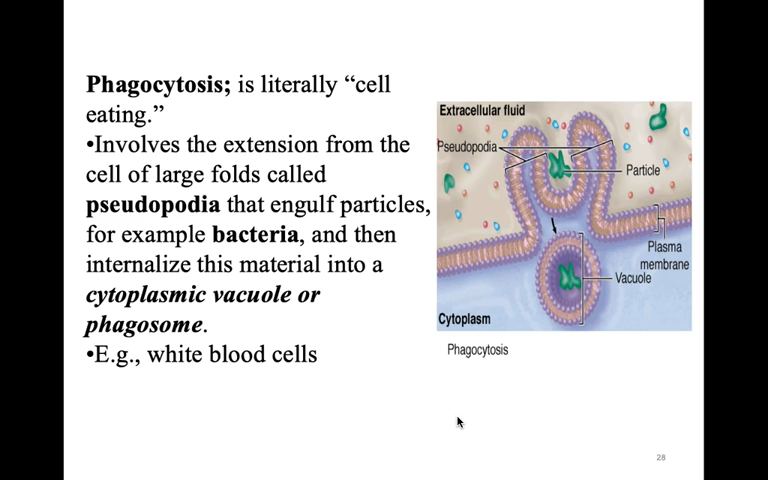 Phagocytosis; is literally “cell
eating.”
•Involves the extension from the
cell of large folds called
pseudopodia that engulf particles,
for example bacteria, and then
internalize this material into a
cytoplasmic vacuole or
phagosome.
•E.g., white blood cells
Extracellular fluid
Pseudopodia
Particle
Plasma
membrane
Vacuole
Cytoplasm
Phagocytosis
28